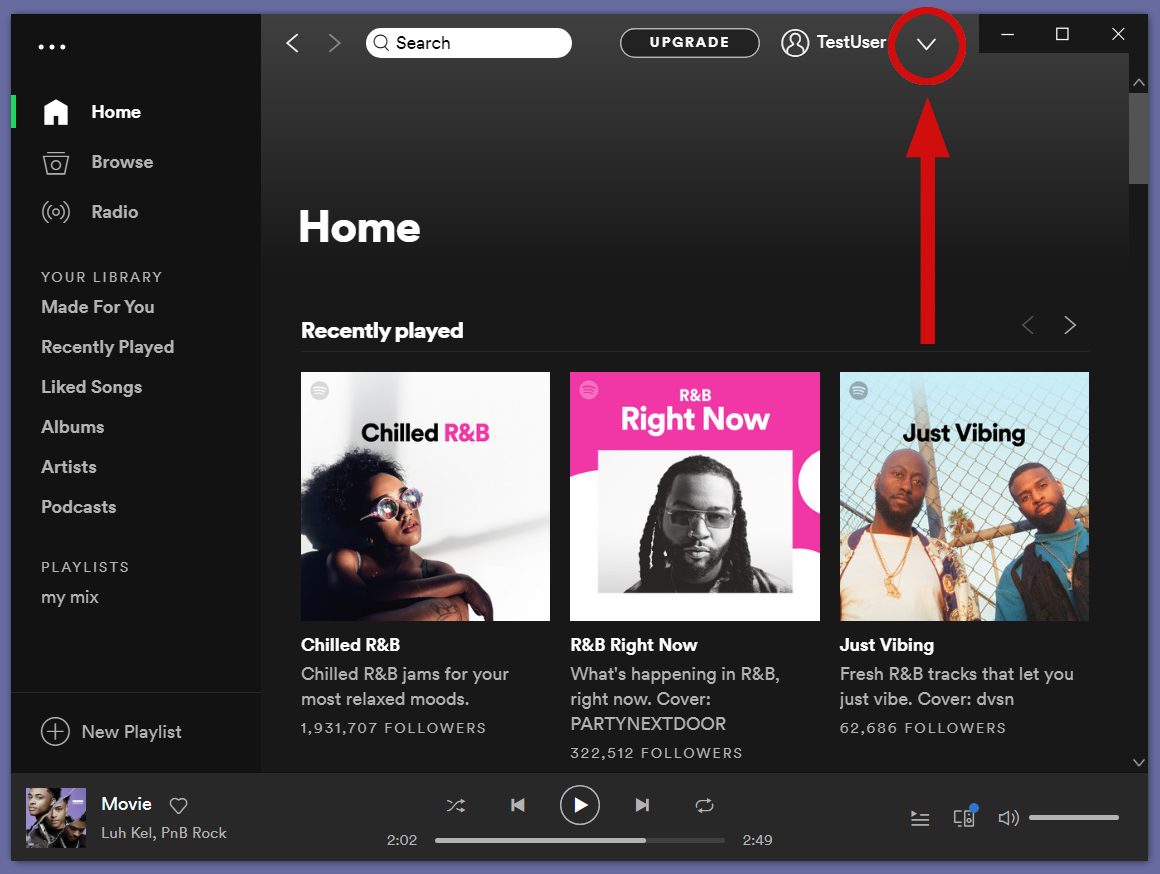 Search
UPGRADE
TestUser
Home
Browse
Radio
YOUR LIBRARY
Made For You
Recently Played
Liked Songs
Albums
Artists
Podcasts
PLAYLISTS
my mix
New Playlist
Home
Recently played
Chilled R&B
R&B
Right Now
Just Vibing
Chilled R&B
Chilled R&B jams for your
most relaxed moods.
1,931,707 FOLLOWERS
R&B Right Now
What's happening in R&B,
right now. Cover:
PARTYNEXTDOOR
322,512 FOLLOWERS
Just Vibing
Fresh R&B tracks that let you
just vibe. Cover: dvsn
62,686 FOLLOWERS
Movie
Luh Kel, PnB Rock
2:02
2:49